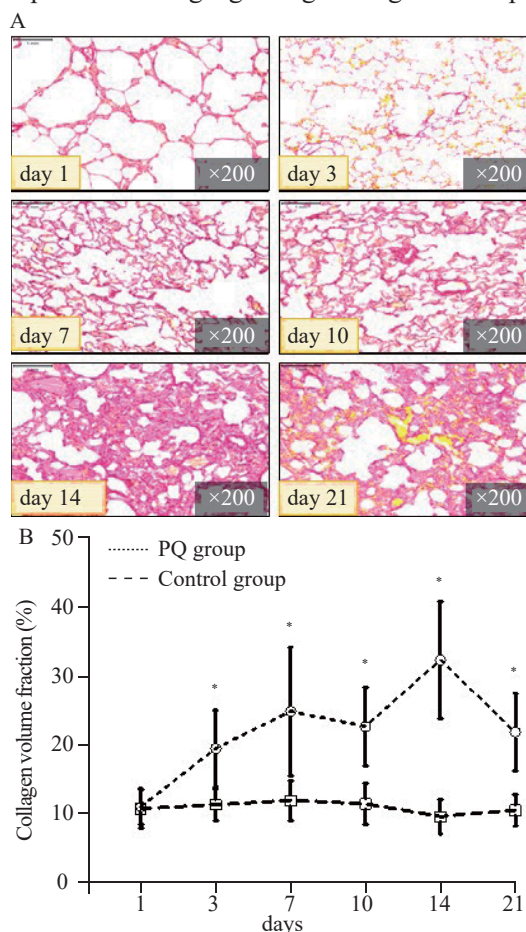 A
day 1
×200
day 3
×200
day 7
×200
day 10
×200
day 14
×200
day 21
×200
B
PQ group
Control group
Collagen volume fraction (%)
50
40
30
20
10
0
*
*
*
*
*
1
3
7
10
14
21
days